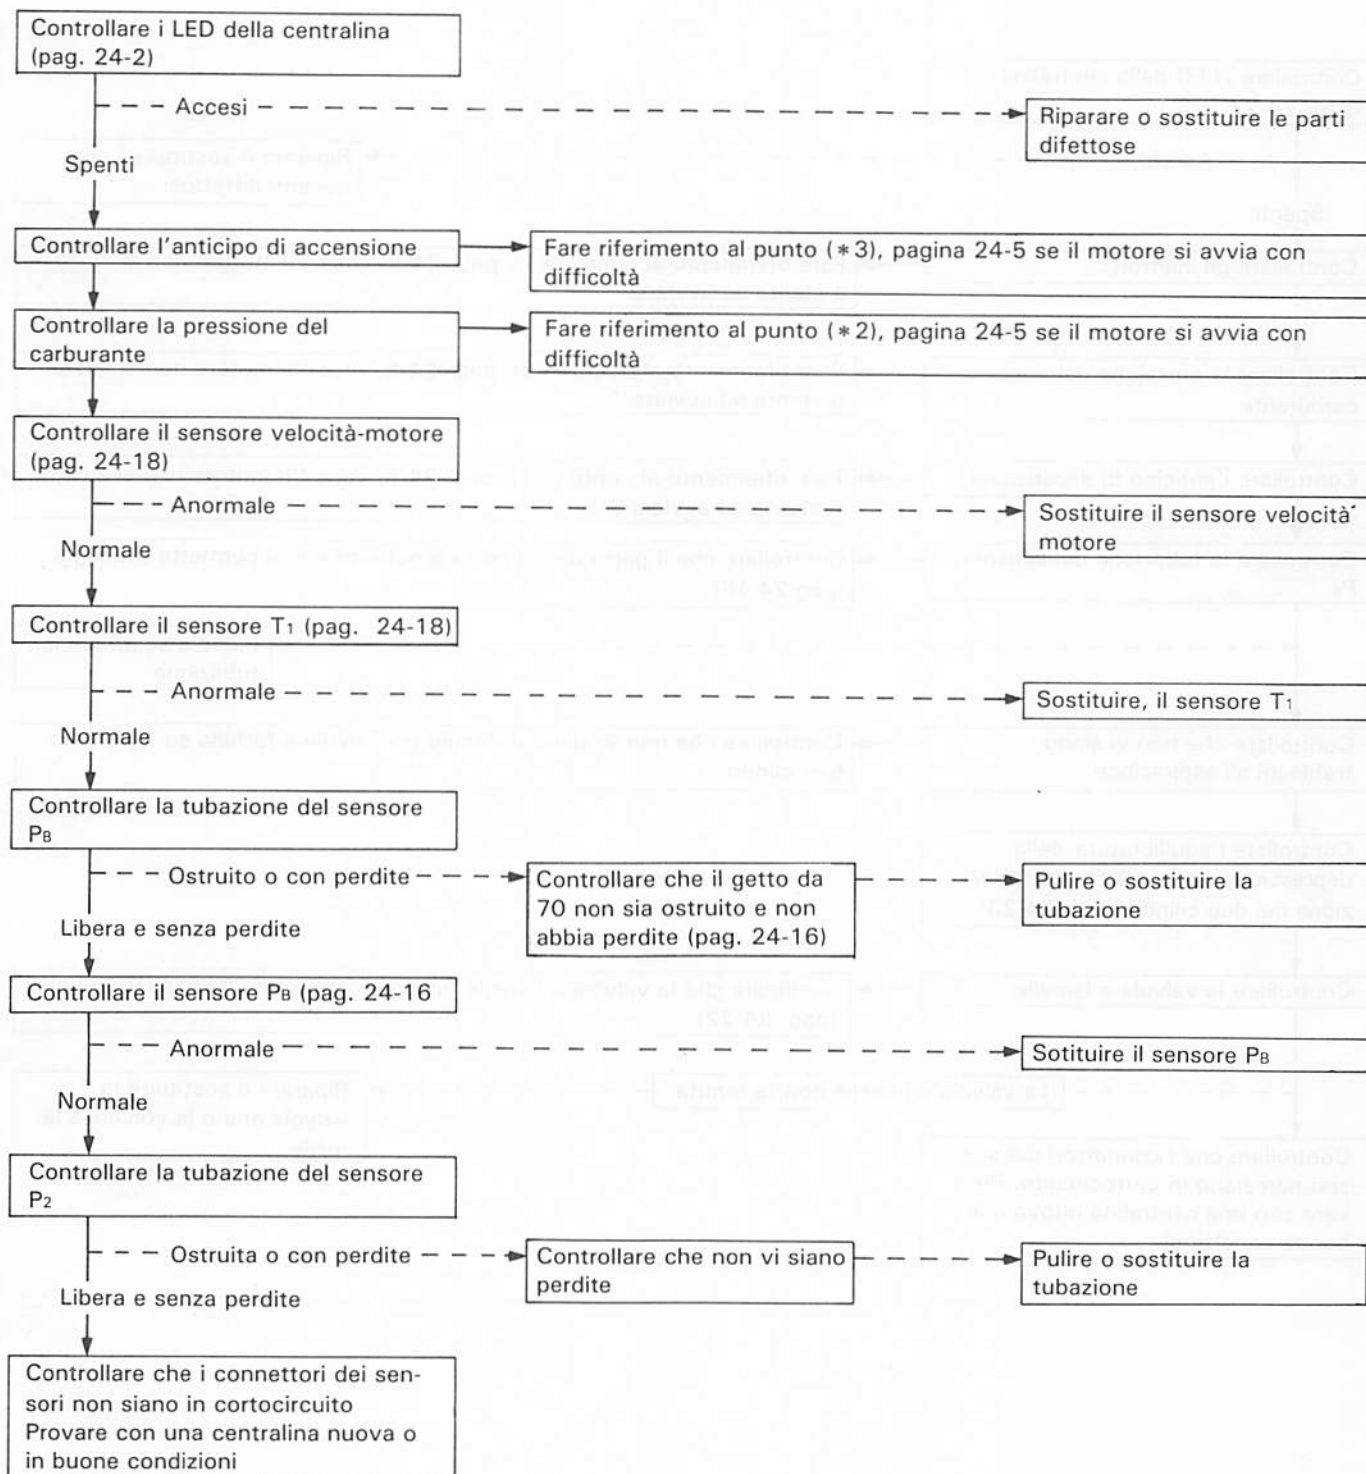 Controllare i LED della centralina
(pag. 24-2)
Accesi
Riparare o sostituire le parti
difettose
Spenti
Controllare l'anticipo di accensione
Fare riferimento al punto (*3), pagina 24-5 se il motore si avvia con
difficoltà
Controllare la pressione del
carburante
Fare riferimento al punto (*2), pagina 24-5 se il motore si avvia con
difficoltà
Controllare il sensore velocità-motore
(pag. 24-18)
Anormale
Sostituire il sensore velocità
motore
Normale
Controllare il sensore T1 (pag. 24-18)
Anormale
Sostituire, il sensore T1
Normale
Controllare la tubazione del sensore
PB
Ostruito o con perdite
Controllare che il getto da
70 non sia ostruito e non
abbia perdite (pag. 24-16)
Pulire o sostituire la
tubazione
Libera e senza perdite
Controllare il sensore PB (pag. 24-16
Anormale
Sotituire il sensore PB
Normale
Controllare la tubazione del sensore
P2
Ostruita o con perdite
Controllare che non vi siano
perdite
Pulire o sostituire la
tubazione
Libera e senza perdite
Controllare che i connettori dei sen-
sori non siano in cortocircuito
Provare con una centralina nuova o
in buone condizioni